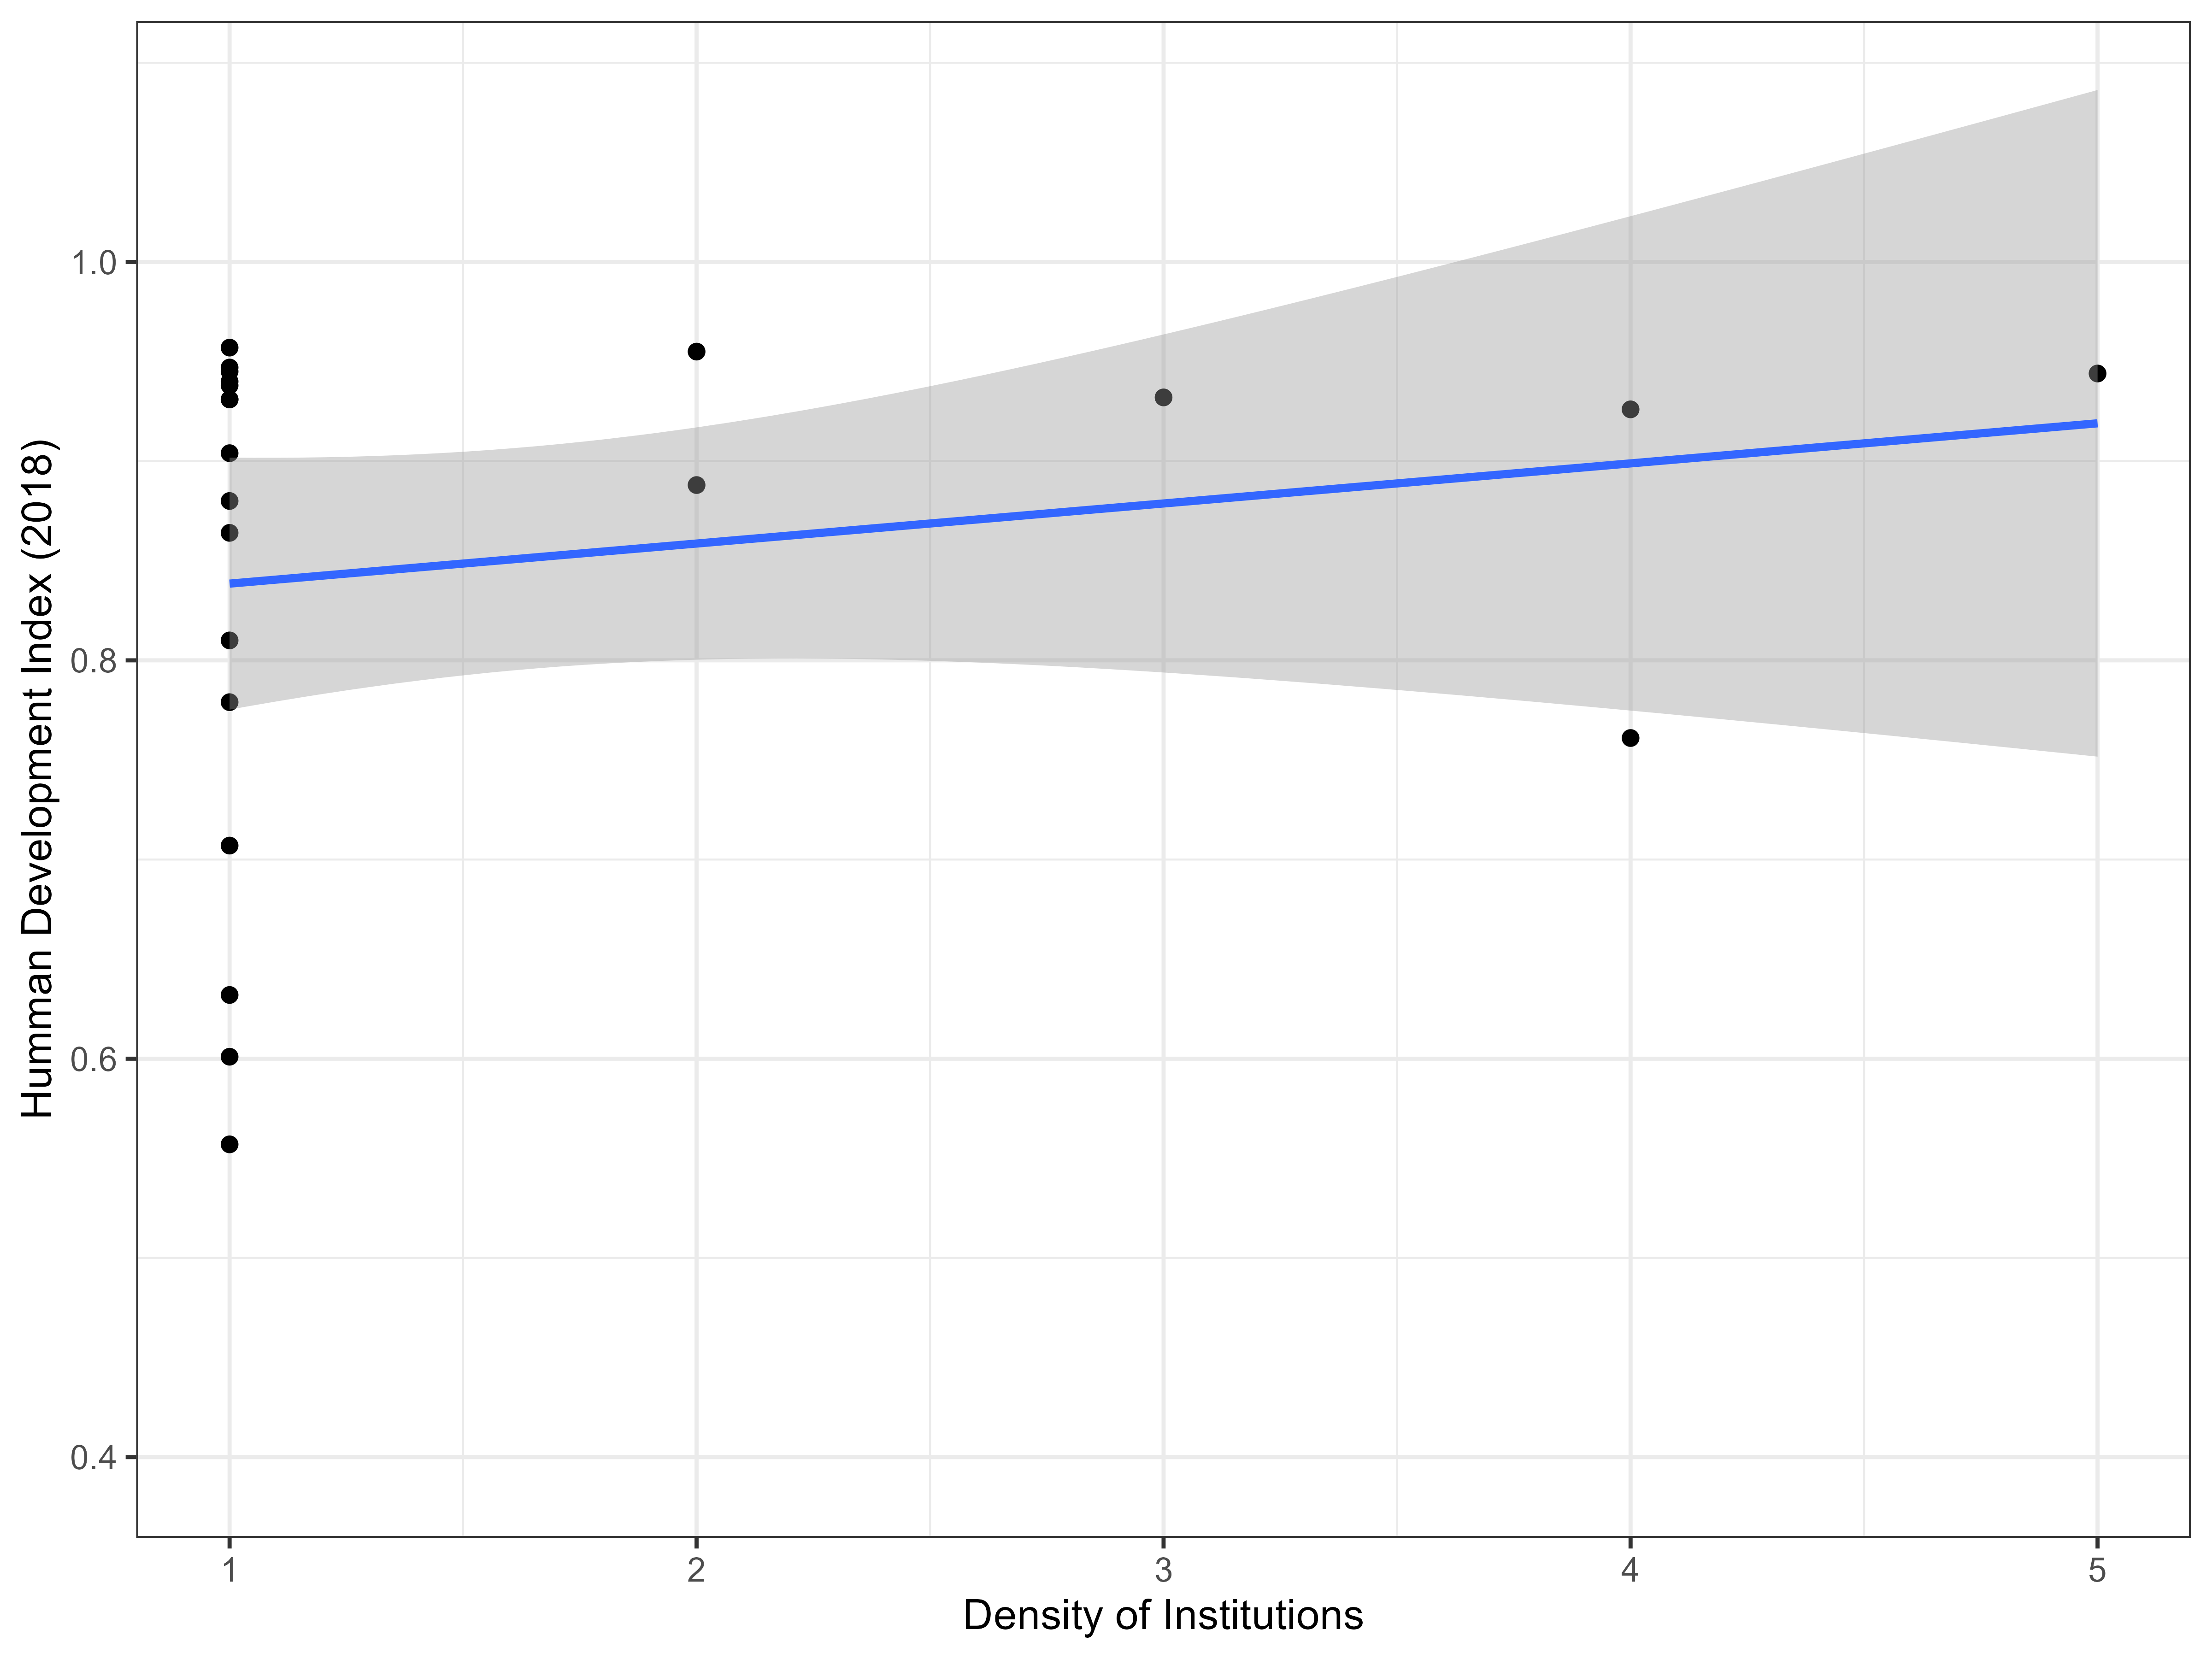 Humman Development Index (2018)
1.0
0.8
0.6
0.4
1 2 3 4 5
Density of Institutions